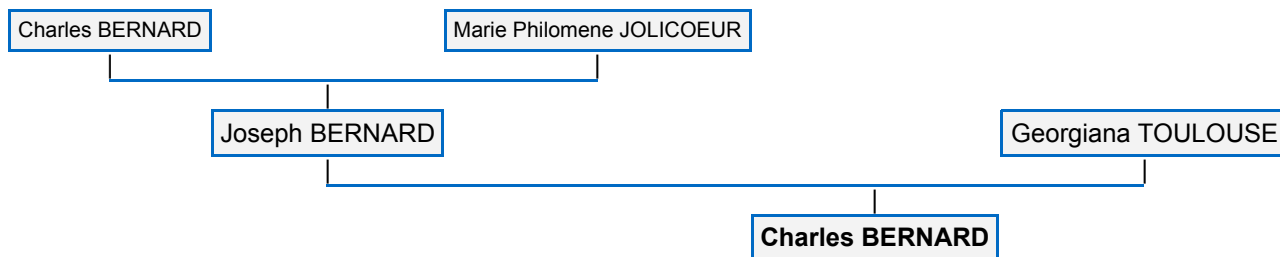 Charles BERNARD
Marie Philomene JOLICOEUR
Joseph BERNARD
Georgiana TOULOUSE
Charles BERNARD